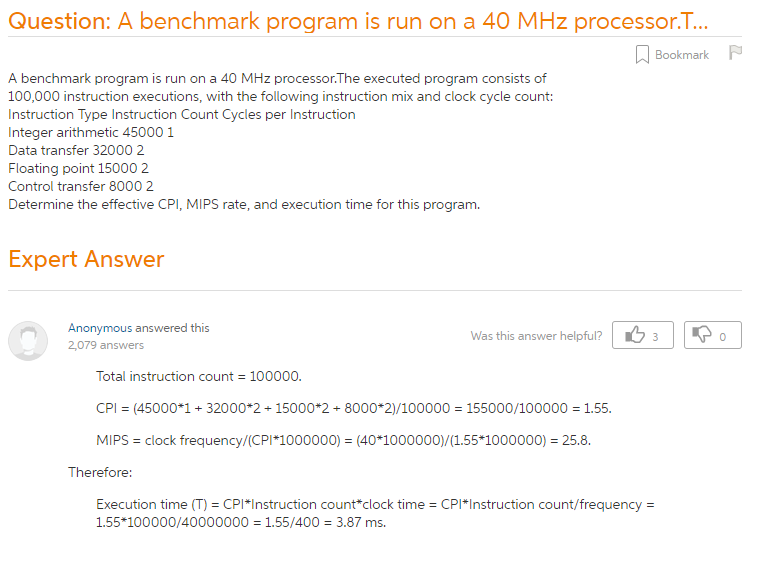 Question: A benchmark program is run on a 40 MHz processor.T...
Bookmark
A benchmark program is run on a 40 MHz processor.The executed program consists of
100,000 instruction executions, with the following instruction mix and clock cycle count:
Instruction Type Instruction Count Cycles per Instruction
Integer arithmetic 45000 1
Data transfer 32000 2
Floating point 15000 2
Control transfer 8000 2
Determine the effective CPI, MIPS rate, and execution time for this program.
Expert Answer
Anonymous answered this
2,079 answers
Was this answer helpful? 3 0
Total instruction count = 100000.
CPI = (45000*1 + 32000*2 + 15000*2 + 8000*2)/100000 = 155000/100000 = 1.55.
MIPS = clock frequency/(CPI*1000000) = (40*1000000)/(1.55*1000000) = 25.8.
Therefore:
Execution time (T) = CPI*Instruction count*clock time = CPI*Instruction count/frequency =
1.55*100000/40000000 = 1.55/400 = 3.87 ms.